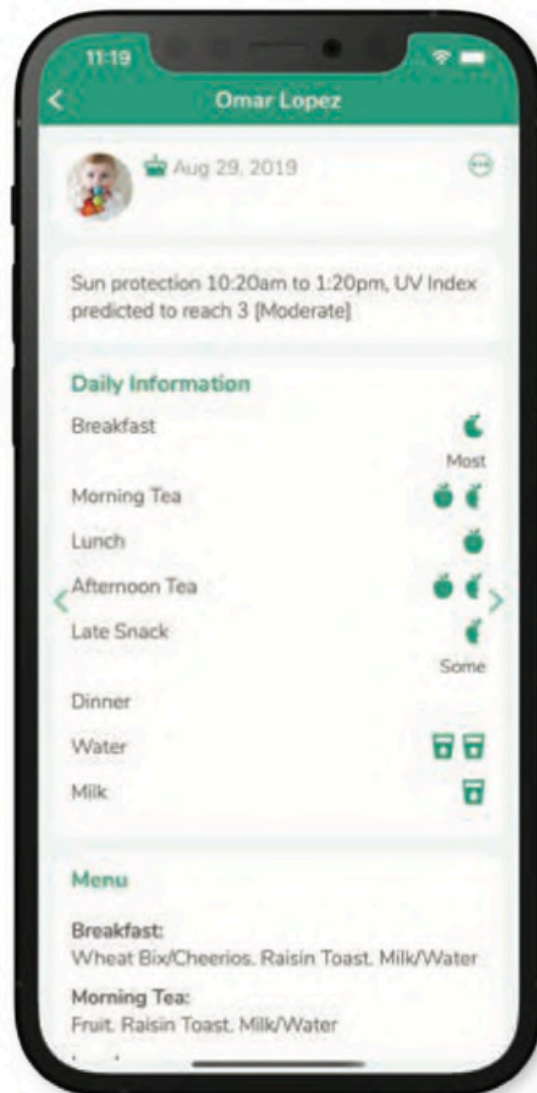 11:19
Omar Lopez
Aug 29, 2019
Sun protection 10:20am to 1:20pm, UV Index
predicted to reach 3 [Moderate]
Daily Information
Breakfast
Most
Morning Tea
Lunch
Afternoon Tea
Late Snack
Some
Dinner
Water
Milk
Menu
Breakfast:
Wheat Bix/Cheerios. Raisin Toast. Milk/Water
Morning Tea:
Fruit. Raisin Toast. Milk/Water